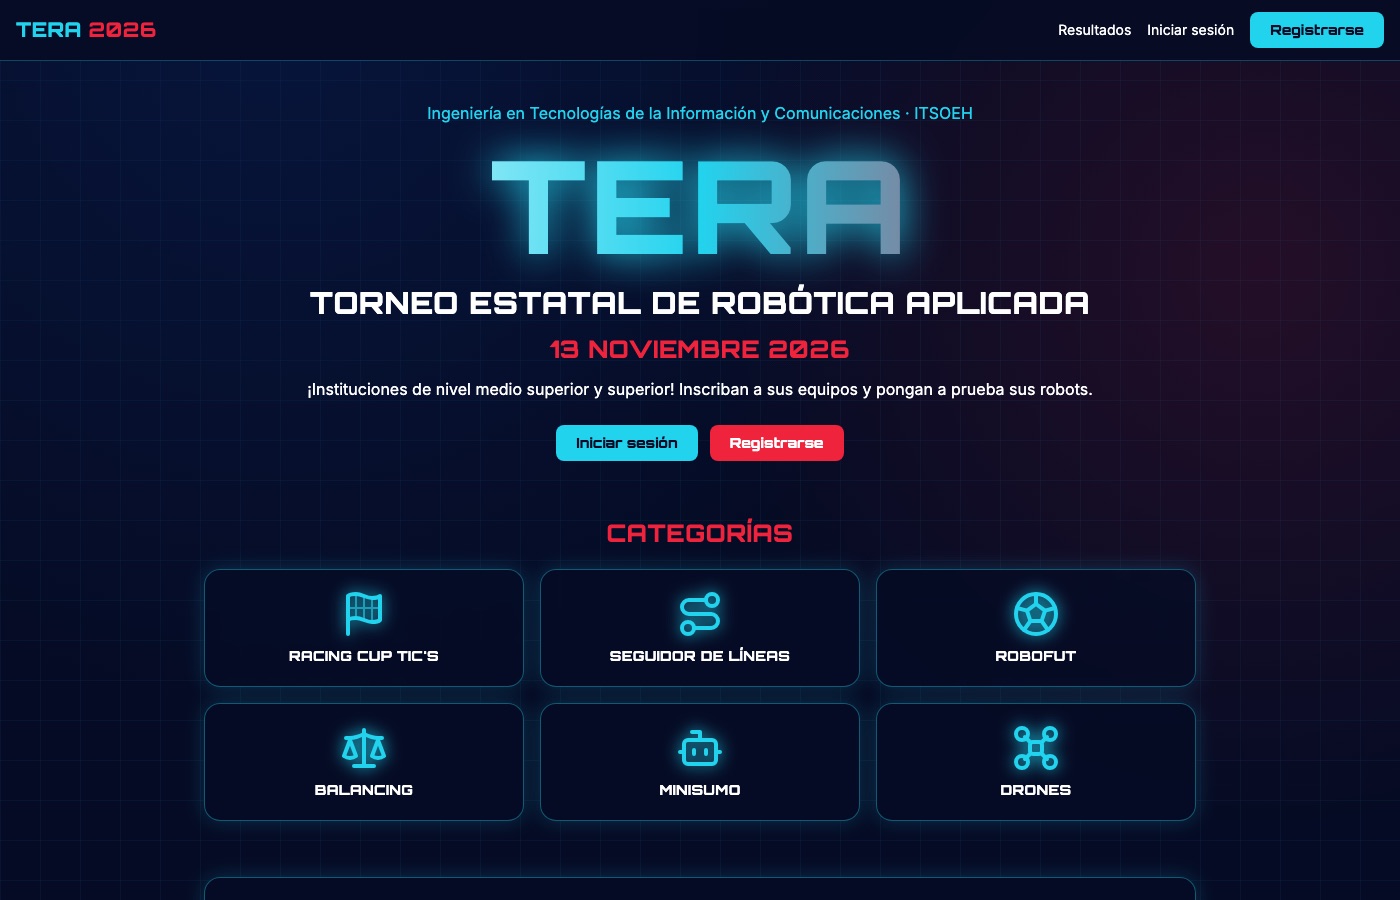 TERA 2026
Resultados
Iniciar sesión
Registrarse
Ingeniería en Tecnologías de la Información y Comunicaciones · ITSOEH
TERA
TORNEO ESTATAL DE ROBÓTICA APLICADA
13 NOVIEMBRE 2026
¡Instituciones de nivel medio superior y superior! Inscriban a sus equipos y pongan a prueba sus robots.
Iniciar sesión
Registrarse
CATEGORÍAS
RACING CUP TIC'S
SEGUIDOR DE LÍNEAS
ROBOFUT
BALANCING
MINISUMO
DRONES